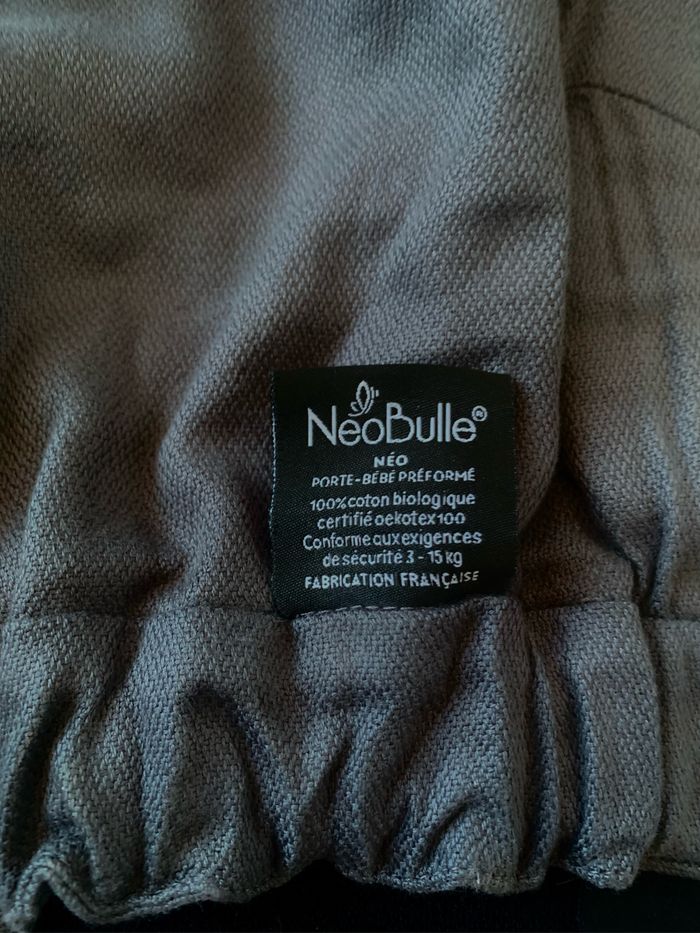 NéoBulle®
NÉO
PORTE-BÉBÉ PRÉFORMÉ
100%coton biologique
certifié oekotex100
Conforme aux exigences
de sécurité 3 - 15 kg
FABRICATION FRANÇAISE